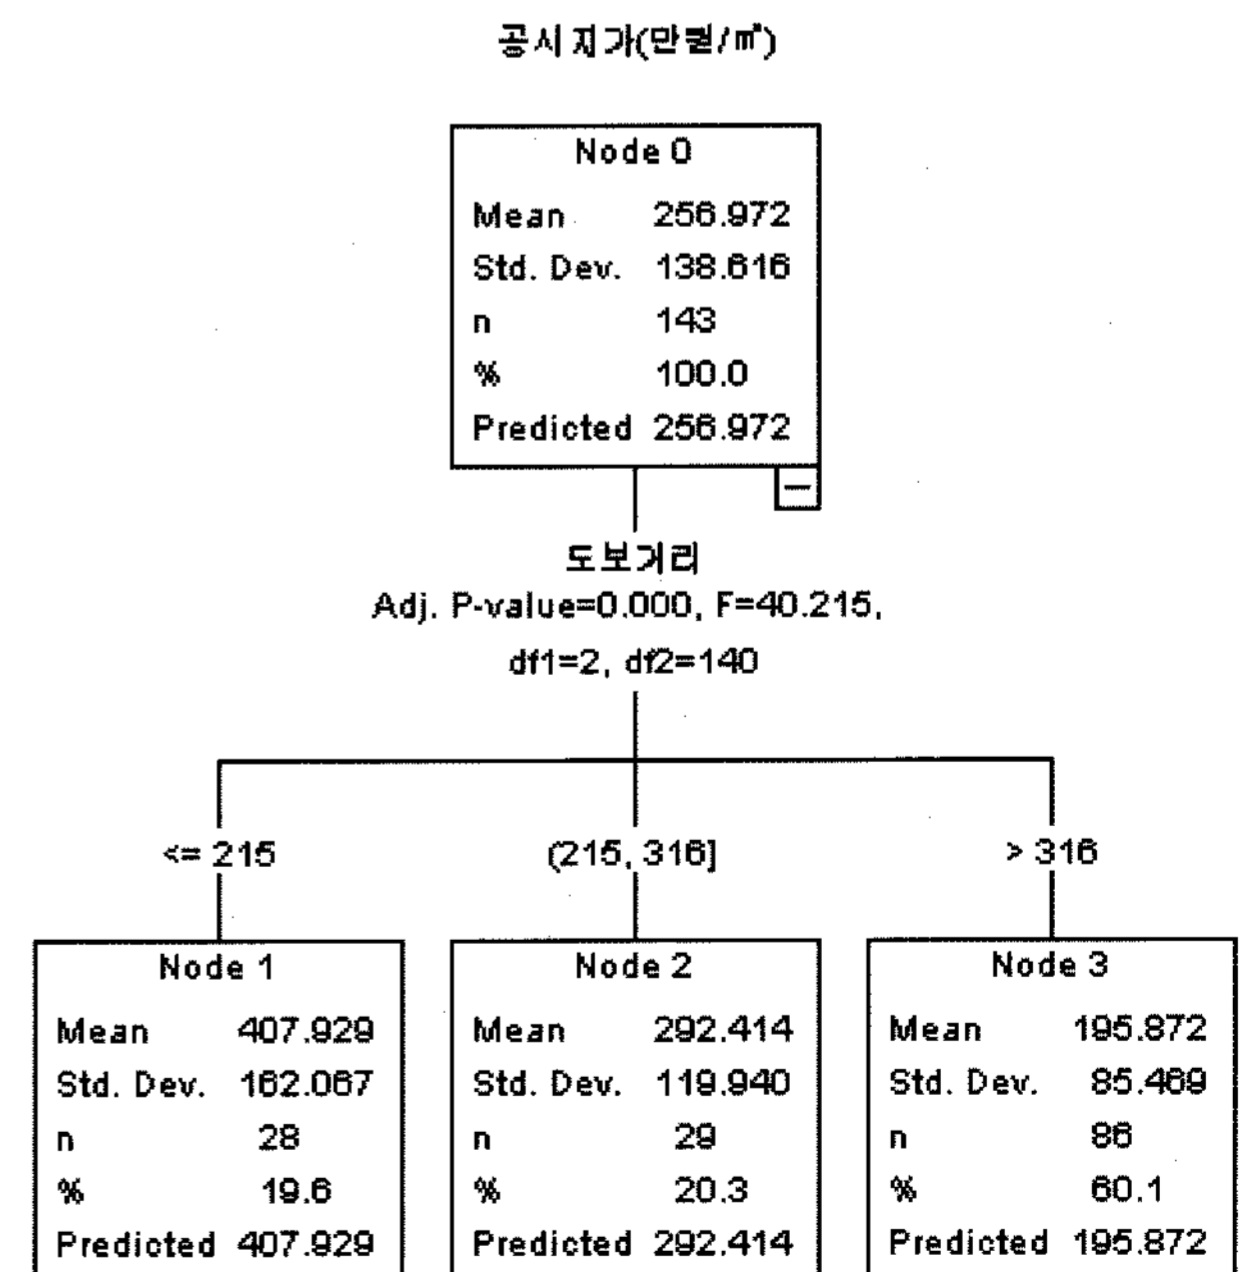 공시지가(만원/㎡)
Node 0
Mean 256.972
Std. Dev. 138.616
n 143
% 100.0
Predicted 256.972
도보거리
Adj. P-value=0.000, F=40.215,
df1=2, df2=140
<= 215
(215, 316]
> 316
Node 1
Mean 407.929
Std. Dev. 162.067
n 28
% 19.6
Predicted 407.929
Node 2
Mean 292.414
Std. Dev. 119.940
n 29
% 20.3
Predicted 292.414
Node 3
Mean 195.872
Std. Dev. 85.469
n 86
% 60.1
Predicted 195.872